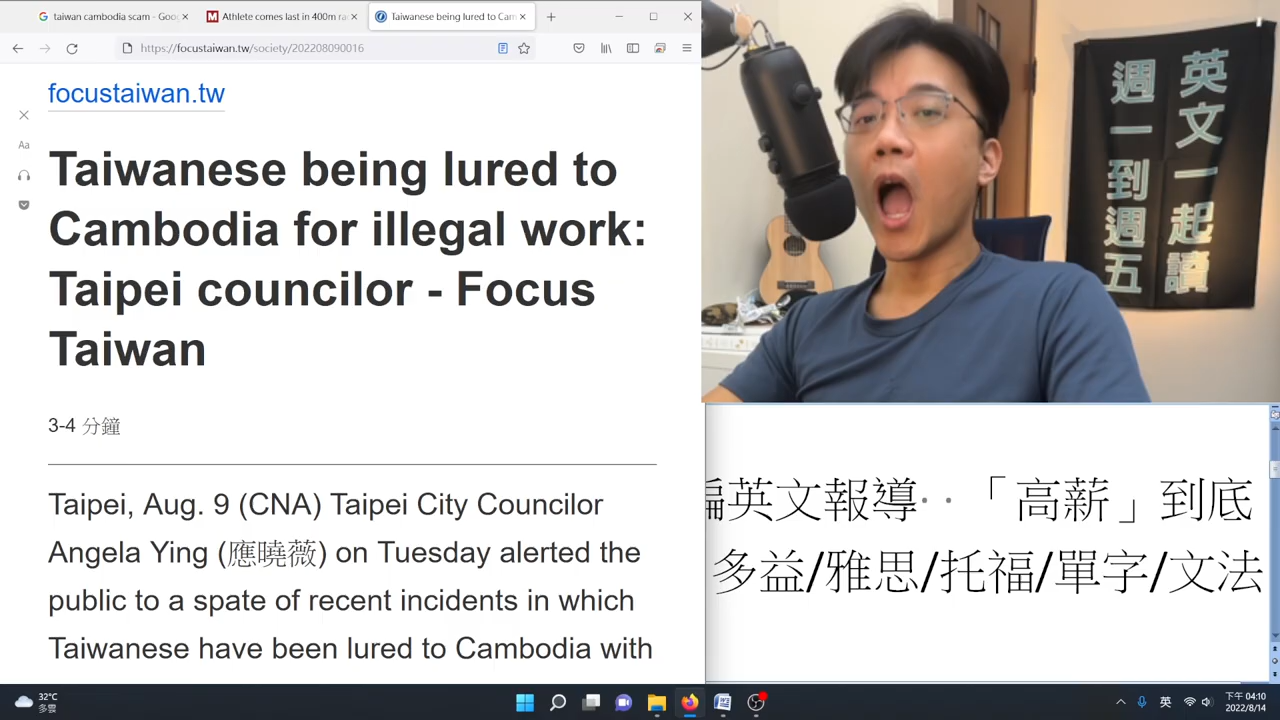 taiwan cambodia scam - Goo
Athlete comes last in 400m ra
Taiwanese being lured to Cam
https://focustaiwan.tw/society/202208090016
focustaiwan.tw
Aa
Taiwanese being lured to
Cambodia for illegal work:
Taipei councilor - Focus
Taiwan
3-4 分鐘
Taipei, Aug. 9 (CNA) Taipei City Councilor
Angela Ying (應曉薇) on Tuesday alerted the
public to a spate of recent incidents in which
Taiwanese have been lured to Cambodia with
英文一起讀
週一到週五
英文報導‧‧「高薪」到底
多益/雅思/托福/單字/文法
32°C
多雲
英
下午 04:10
2022/8/14